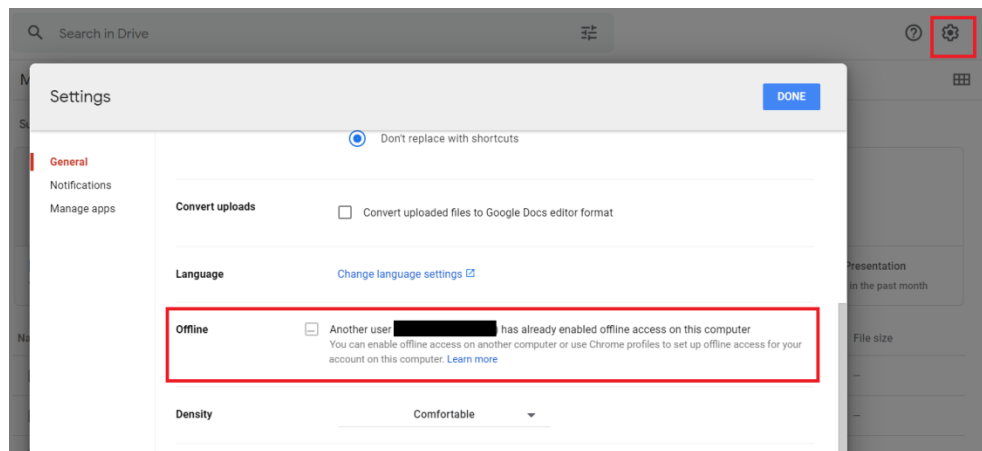 Search in Drive
Settings
DONE
Don't replace with shortcuts
General
Notifications
Manage apps
Convert uploads
Convert uploaded files to Google Docs editor format
Language
Change language settings
Presentation
in the past month
Offline
Another user
has already enabled offline access on this computer
You can enable offline access on another computer or use Chrome profiles to set up offline access for your
account on this computer. Learn more
File size
Density
Comfortable